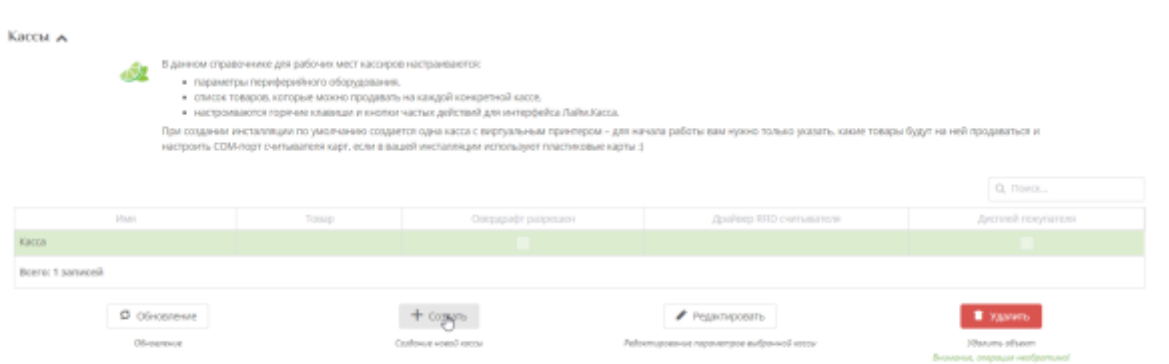 Кассы
В данном справочнике для рабочих мест кассиров настраиваются:
параметры периферийного оборудования,
список товаров, которые можно продавать на каждой конкретной кассе,
настраиваются горячие клавиши и кнопки частых действий для интерфейса Лайм.Касса.
При создании инсталляции по умолчанию создается одна касса с виртуальным принтером – для начала работы вам нужно только указать, какие товары будут на ней продаваться и
настроить COM-порт считывателя карт, если в вашей инсталляции используют пластиковые карты :)
Поиск...
Имя Товар Овердрафт разрешен Драйвер RFID считывателя Дисплей покупателя
Касса
Всего: 1 записей
Обновление Создать Редактировать Удалить
Обновление Создание новой кассы Редактирование параметров выбранной кассы Удалить объект
Внимание, операция необратима!